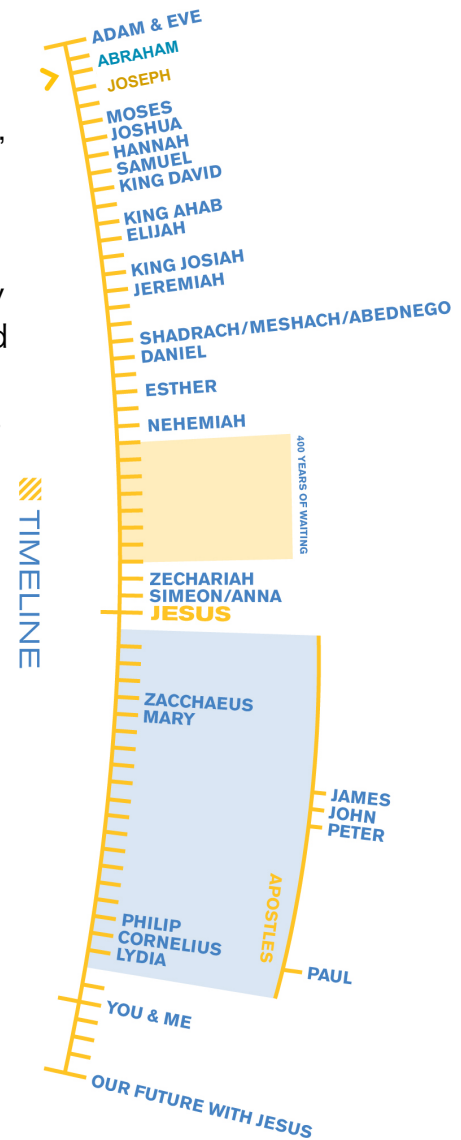 ADAM & EVE
ABRAHAM
JOSEPH
MOSES
JOSHUA
HANNAH
SAMUEL
KING DAVID
KING AHAB
ELIJAH
KING JOSIAH
JEREMIAH
SHADRACH/MESHACH/ABEDNEGO
DANIEL
ESTHER
NEHEMIAH
400 YEARS OF WAITING
TIMELINE
ZECHARIAH
SIMEON/ANNA
JESUS
ZACCHAEUS
MARY
JAMES
JOHN
PETER
APOSTLES
PHILIP
CORNELIUS
LYDIA
PAUL
YOU & ME
OUR FUTURE WITH JESUS